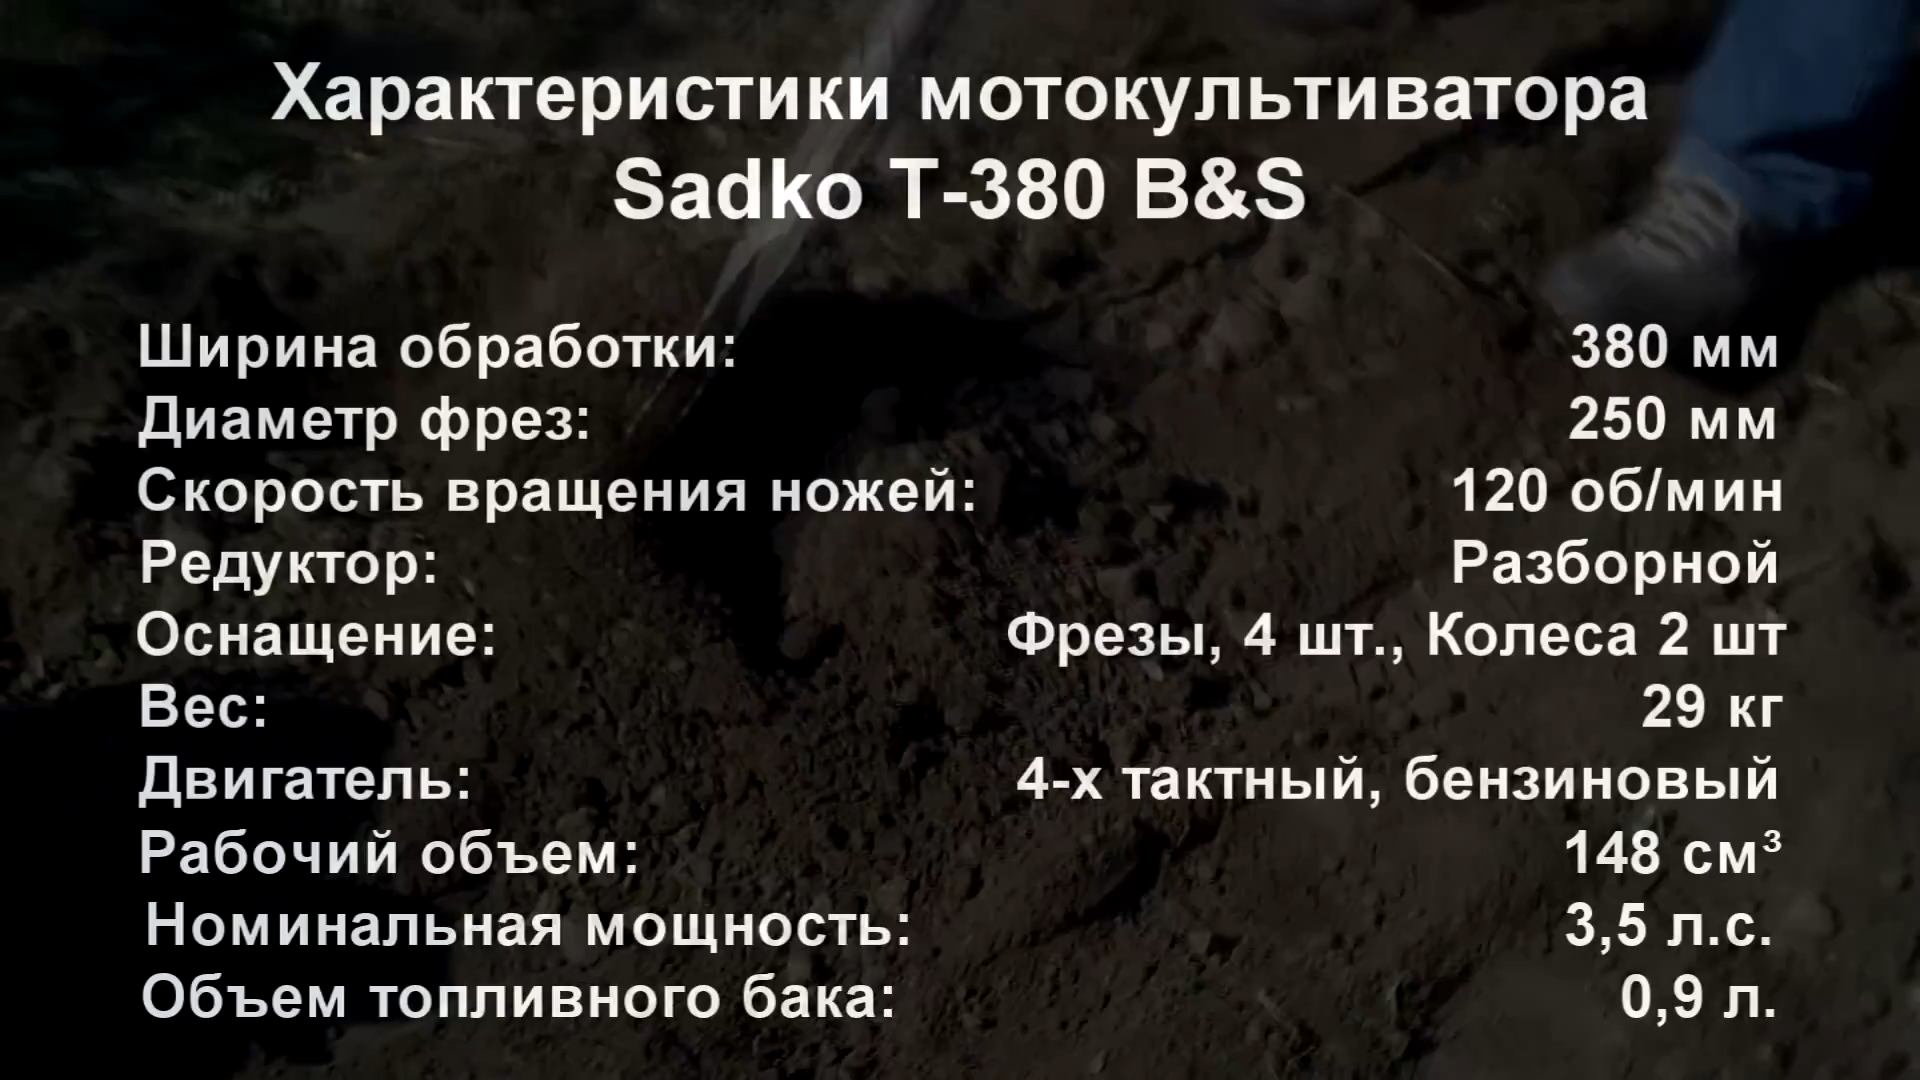 Характеристики мотокультиватора
Sadko T-380 B&S
Ширина обработки: 380 мм
Диаметр фрез: 250 мм
Скорость вращения ножей: 120 об/мин
Редуктор: Разборной
Оснащение: Фрезы, 4 шт., Колеса 2 шт
Вес: 29 кг
Двигатель: 4-х тактный, бензиновый
Рабочий объем: 148 см³
Номинальная мощность: 3,5 л.с.
Объем топливного бака: 0,9 л.